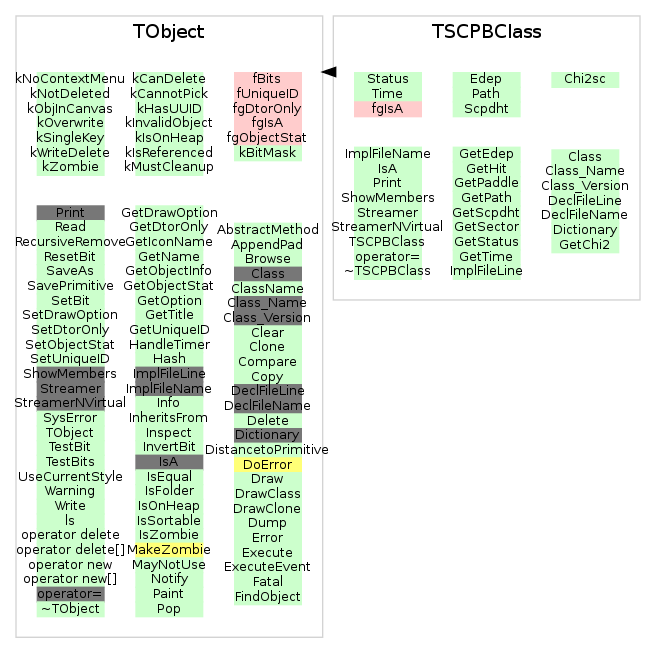 TObject
kNoContextMenu
kNotDeleted
kObjInCanvas
kOverwrite
kSingleKey
kWriteDelete
kZombie
kCanDelete
kCannotPick
kHasUUID
kInvalidObject
kIsOnHeap
kIsReferenced
kMustCleanup
fBits
fUniqueID
fgDtorOnly
fgIsA
fgObjectStat
kBitMask
Print
Read
RecursiveRemove
ResetBit
SaveAs
SavePrimitive
SetBit
SetDrawOption
SetDtorOnly
SetObjectStat
SetUniqueID
ShowMembers
Streamer
StreamerNVirtual
SysError
TObject
TestBit
TestBits
UseCurrentStyle
Warning
Write
ls
operator delete
operator delete[]
operator new
operator new[]
operator=
~TObject
GetDrawOption
GetDtorOnly
GetIconName
GetName
GetObjectInfo
GetObjectStat
GetOption
GetTitle
GetUniqueID
HandleTimer
Hash
ImplFileLine
ImplFileName
Info
InheritsFrom
Inspect
InvertBit
IsA
IsEqual
IsFolder
IsOnHeap
IsSortable
IsZombie
MakeZombie
MayNotUse
Notify
Paint
Pop
AbstractMethod
AppendPad
Browse
Class
ClassName
Class_Name
Class_Version
Clear
Clone
Compare
Copy
DeclFileLine
DeclFileName
Delete
Dictionary
DistancetoPrimitive
DoError
Draw
DrawClass
DrawClone
Dump
Error
Execute
ExecuteEvent
Fatal
FindObject
TSCPBClass
Status
Time
fgIsA
Edep
Path
Scpdht
Chi2sc
ImplFileName
IsA
Print
ShowMembers
Streamer
StreamerNVirtual
TSCPBClass
operator=
~TSCPBClass
GetEdep
GetHit
GetPaddle
GetPath
GetScpdht
GetSector
GetStatus
GetTime
ImplFileLine
Class
Class_Name
Class_Version
DeclFileLine
DeclFileName
Dictionary
GetChi2